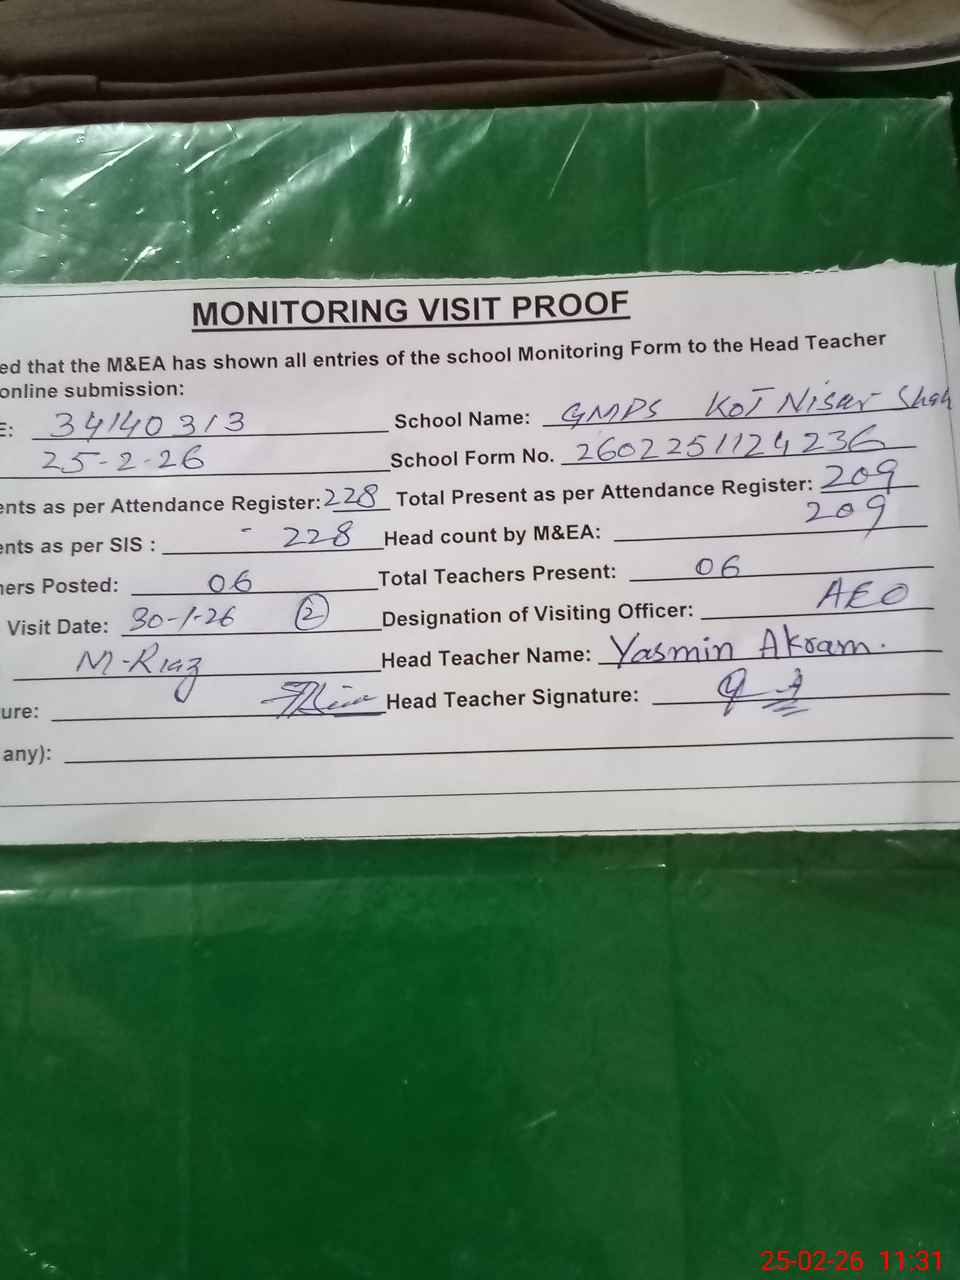 MONITORING VISIT PROOF
ed that the M&EA has shown all entries of the school Monitoring Form to the Head Teacher
online submission:
E: 34140313 School Name: GMPS Kot Nisar Shah
25-2-26 School Form No. 2602251124236
ents as per Attendance Register: 228 Total Present as per Attendance Register: 209
ents as per SIS : - 228 Head count by M&EA: 209
hers Posted: 06 Total Teachers Present: 06
Visit Date: 30-1-26 2 Designation of Visiting Officer: AEO
M-Riaz Head Teacher Name: Yasmin Akram.
ure: Head Teacher Signature:
any):
25-02-26 11:31